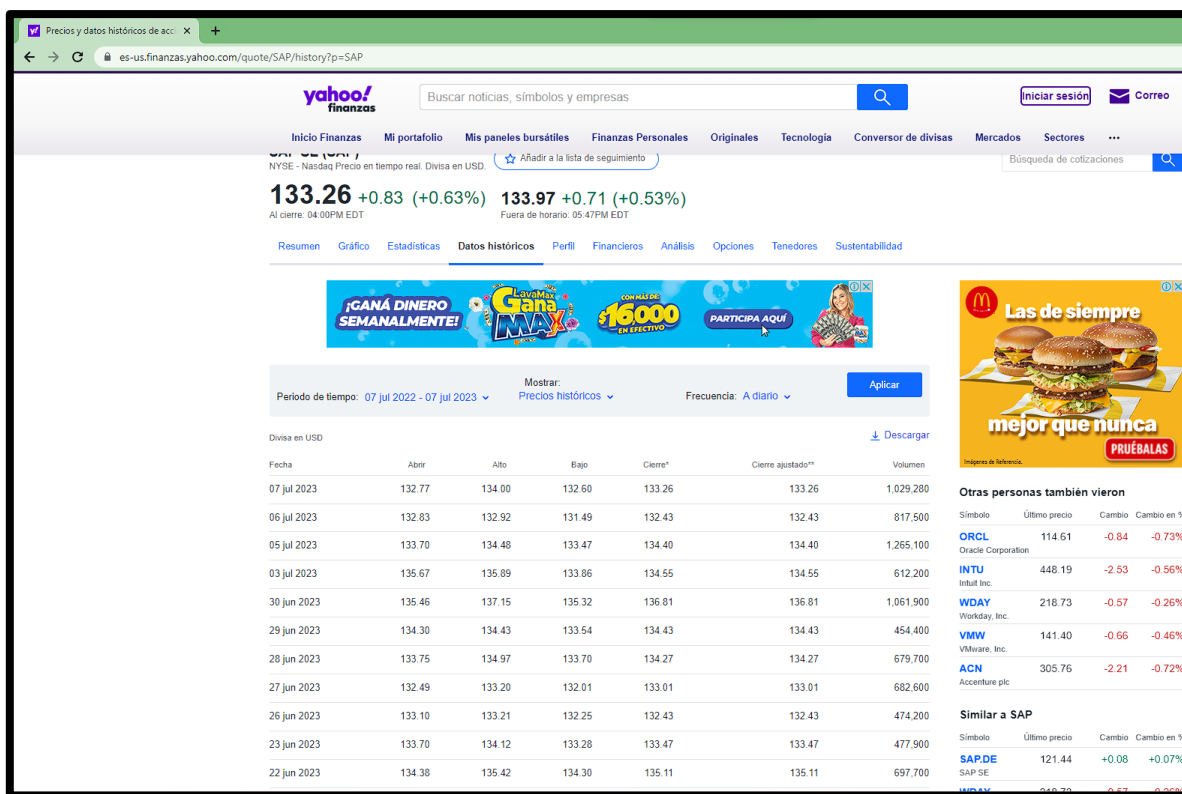 Precios y datos históricos de acci
es-us.finanzas.yahoo.com/quote/SAP/history?p=SAP
yahoo!
finanzas
Buscar noticias, símbolos y empresas
Iniciar sesión
Correo
Inicio Finanzas Mi portafolio Mis paneles bursátiles Finanzas Personales Originales Tecnología Conversor de divisas Mercados Sectores ...
SAP SE (SAP)
NYSE - Nasdaq Precio en tiempo real. Divisa en USD.
Añadir a la lista de seguimiento
Búsqueda de cotizaciones
133.26 +0.83 (+0.63%) 133.97 +0.71 (+0.53%)
Al cierre: 04:00PM EDT Fuera de horario: 05:47PM EDT
Resumen Gráfico Estadísticas Datos históricos Perfil Financieros Análisis Opciones Tenedores Sustentabilidad
¡GANÁ DINERO
SEMANALMENTE!
LavaMax
Gana
MAX
CON MÁS DE:
$16.000
EN EFECTIVO
PARTICIPA AQUÍ
Periodo de tiempo: 07 jul 2022 - 07 jul 2023
Mostrar:
Precios históricos
Frecuencia: A diario
Aplicar
Divisa en USD
Descargar
Fecha Abrir Alto Bajo Cierre* Cierre ajustado** Volumen
07 jul 2023 132.77 134.00 132.60 133.26 133.26 1,029,280
06 jul 2023 132.83 132.92 131.49 132.43 132.43 817,500
05 jul 2023 133.70 134.48 133.47 134.40 134.40 1,265,100
03 jul 2023 135.67 135.89 133.86 134.55 134.55 612,200
30 jun 2023 135.46 137.15 135.32 136.81 136.81 1,061,900
29 jun 2023 134.30 134.43 133.54 134.43 134.43 454,400
28 jun 2023 133.75 134.97 133.70 134.27 134.27 679,700
27 jun 2023 132.49 133.20 132.01 133.01 133.01 682,600
26 jun 2023 133.10 133.21 132.25 132.43 132.43 474,200
23 jun 2023 133.70 134.12 133.28 133.47 133.47 477,900
22 jun 2023 134.38 135.42 134.30 135.11 135.11 697,700
Las de siempre
mejor que nunca
PRUÉBALAS
Imágenes de Referencia.
Otras personas también vieron
Símbolo Último precio Cambio Cambio en %
ORCL 114.61 -0.84 -0.73%
Oracle Corporation
INTU 448.19 -2.53 -0.56%
Intuit Inc.
WDAY 218.73 -0.57 -0.26%
Workday, Inc.
VMW 141.40 -0.66 -0.46%
VMware, Inc.
ACN 305.76 -2.21 -0.72%
Accenture plc
Similar a SAP
Símbolo Último precio Cambio Cambio en %
SAP.DE 121.44 +0.08 +0.07%
SAP SE
WDAY 218.73 -0.57 -0.26%